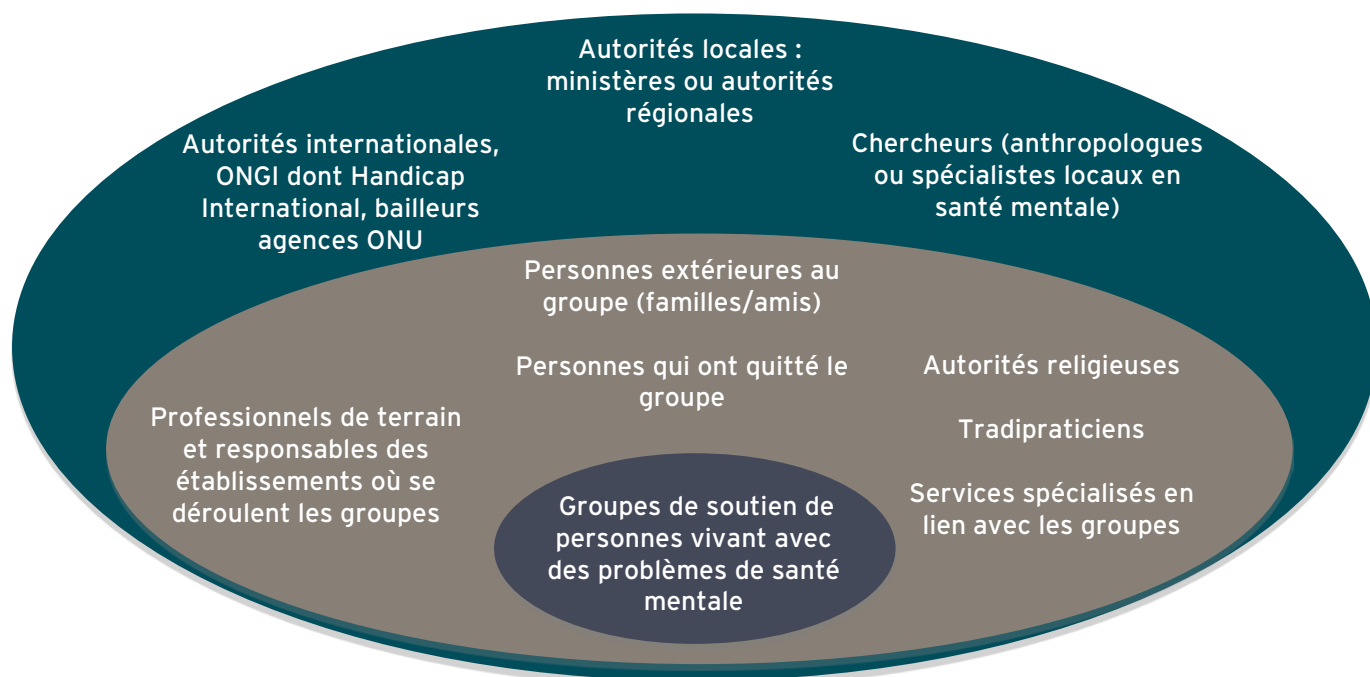 Autorités locales :
ministères ou autorités
régionales
Autorités internationales,
ONGI dont Handicap
International, bailleurs
agences ONU
Chercheurs (anthropologues
ou spécialistes locaux en
santé mentale)
Personnes extérieures au
groupe (familles/amis)
Personnes qui ont quitté le
groupe
Professionnels de terrain
et responsables des
établissements où se
déroulent les groupes
Autorités religieuses
Tradipraticiens
Services spécialisés en
lien avec les groupes
Groupes de soutien de
personnes vivant avec
des problèmes de santé
mentale